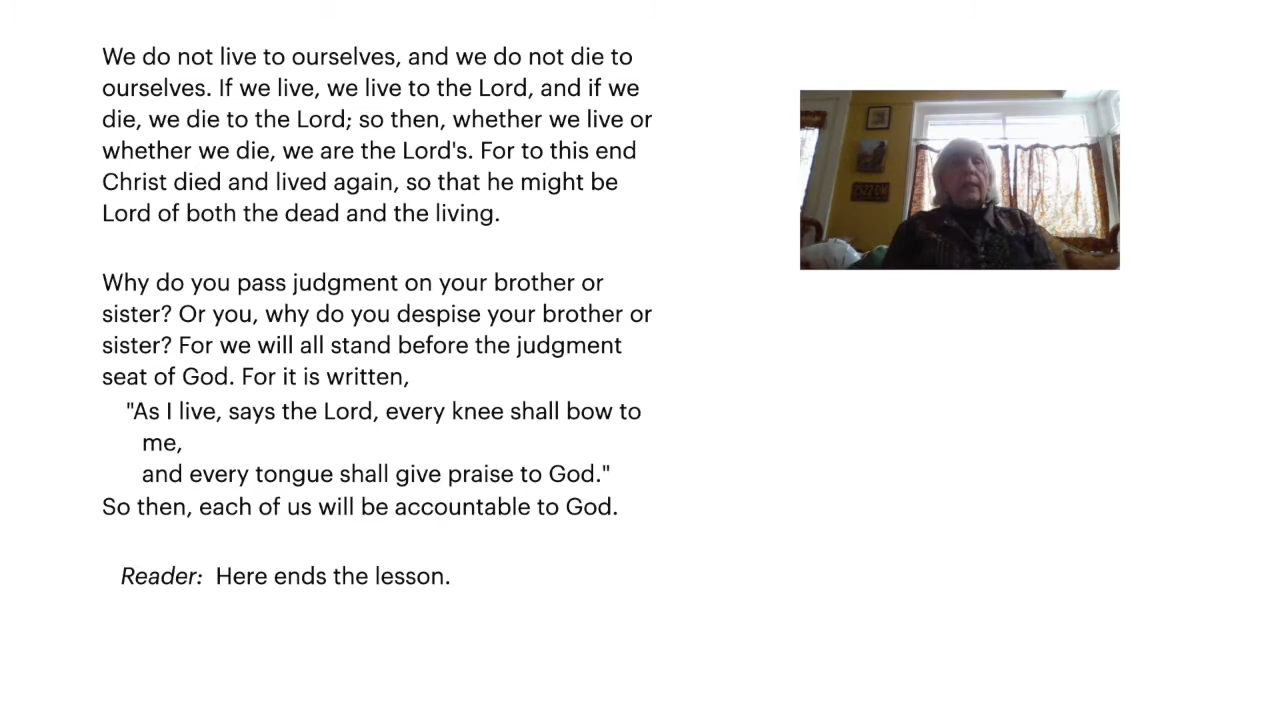 We do not live to ourselves, and we do not die to
ourselves. If we live, we live to the Lord, and if we
die, we die to the Lord; so then, whether we live or
whether we die, we are the Lord's. For to this end
Christ died and lived again, so that he might be
Lord of both the dead and the living.
Why do you pass judgment on your brother or
sister? Or you, why do you despise your brother or
sister? For we will all stand before the judgment
seat of God. For it is written,
"As I live, says the Lord, every knee shall bow to
me,
and every tongue shall give praise to God."
So then, each of us will be accountable to God.
Reader: Here ends the lesson.